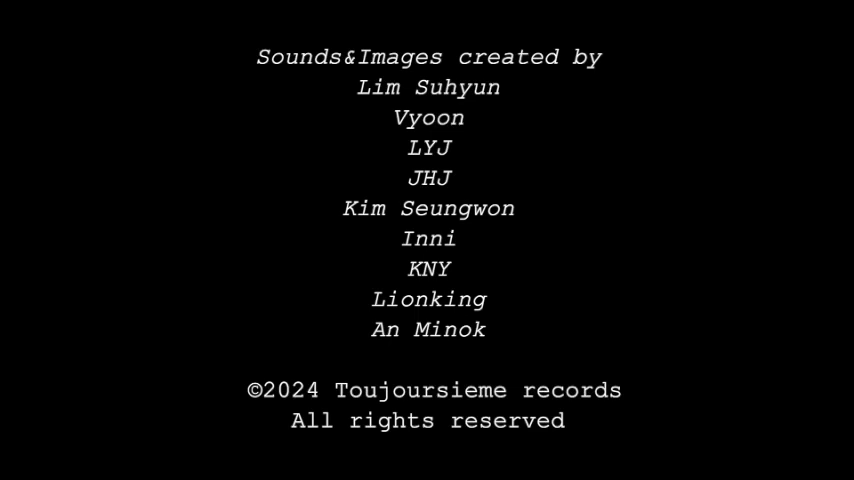 Sounds&Images created by
Lim Suhyun
Vyoon
LYJ
JHJ
Kim Seungwon
Inni
KNY
Lionking
An Minok
©2024 Toujoursieme records
All rights reserved